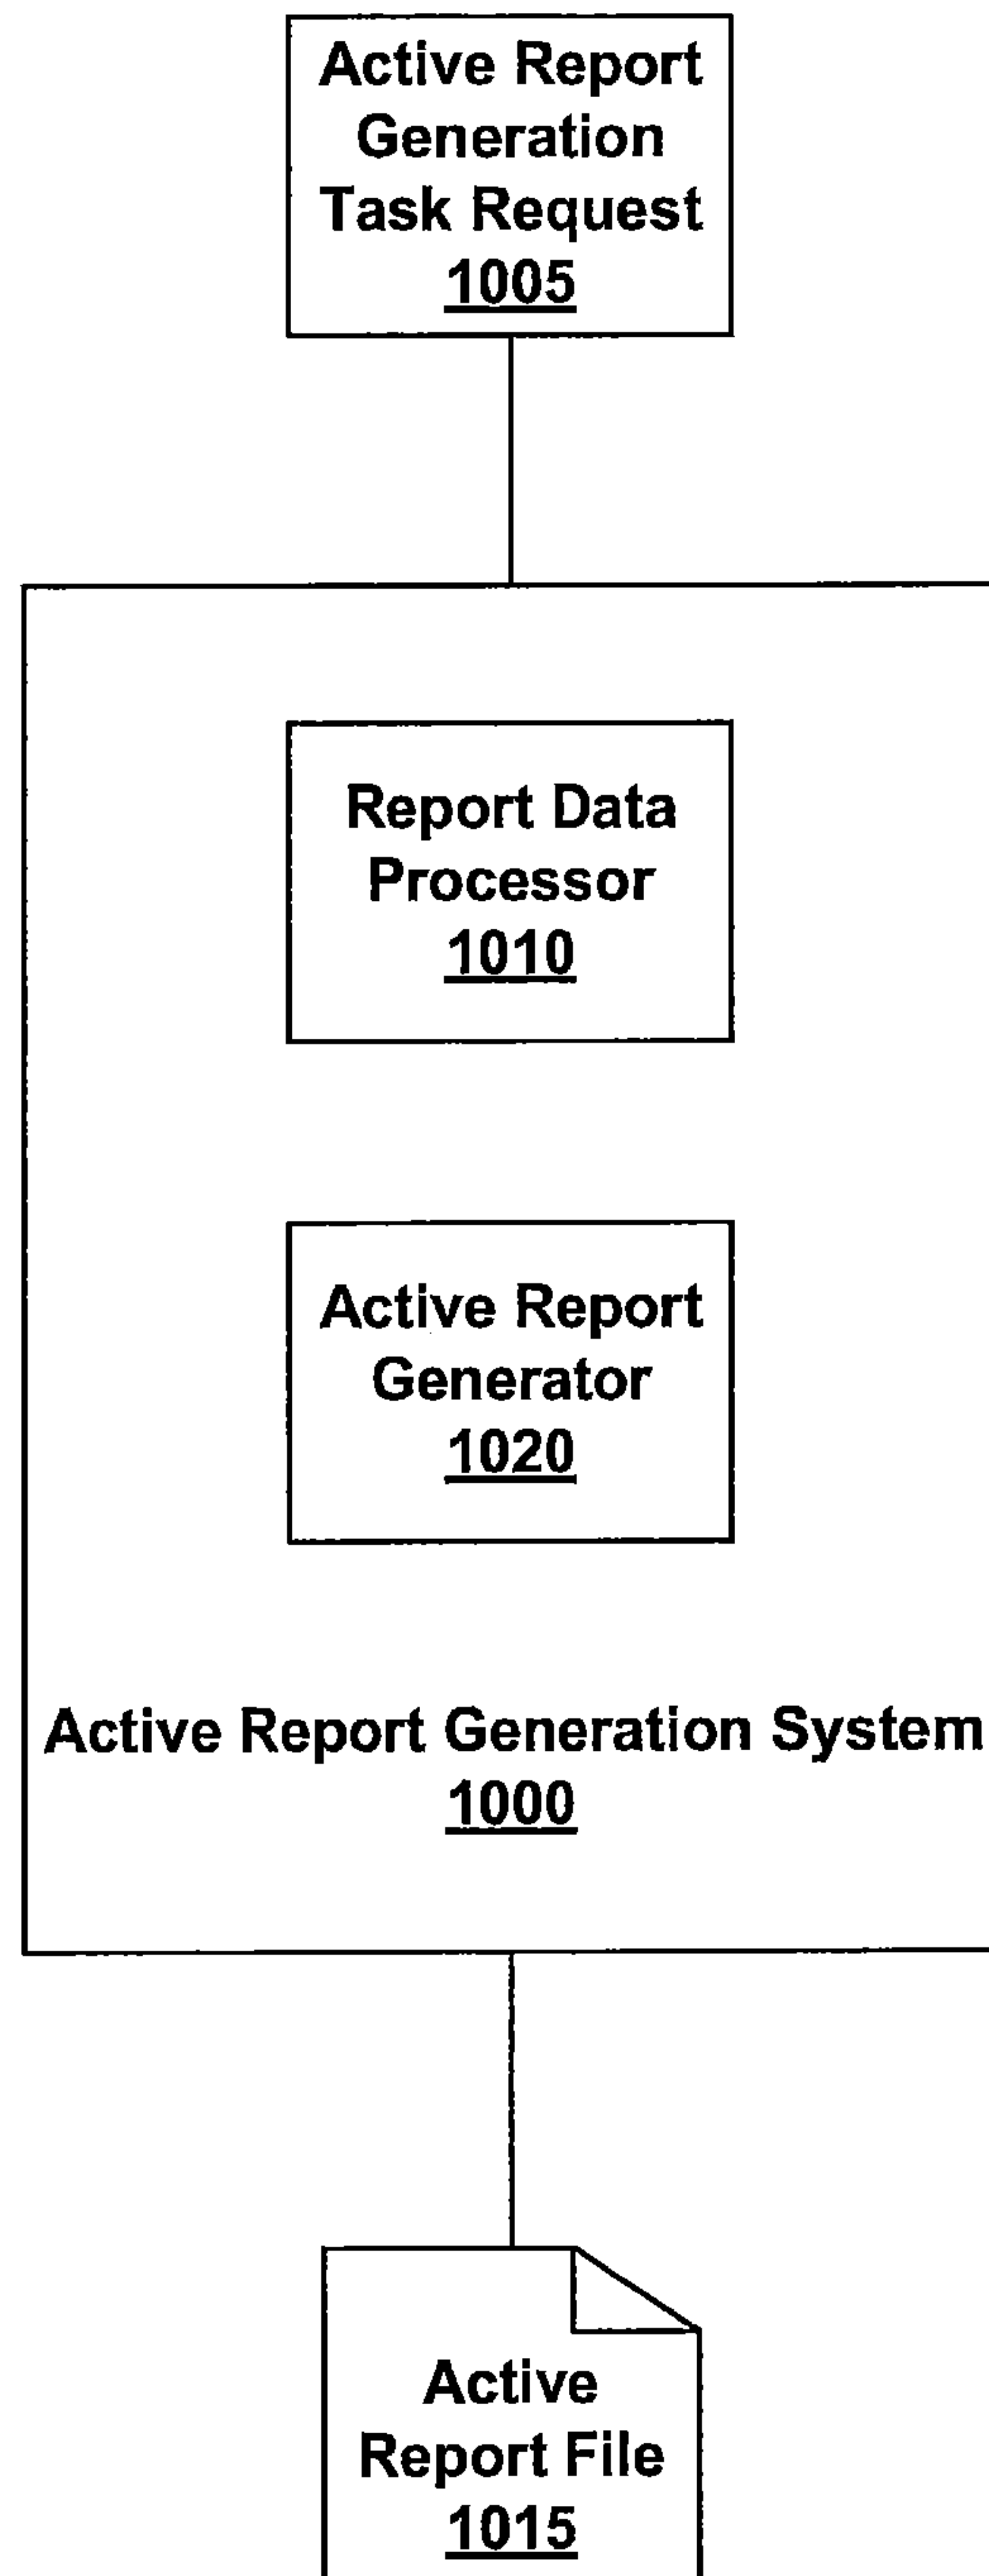 Active Report
Generation
Task Request
1005
Report Data
Processor
1010
Active Report
Generator
1020
Active Report Generation System
1000
Active
Report File
1015